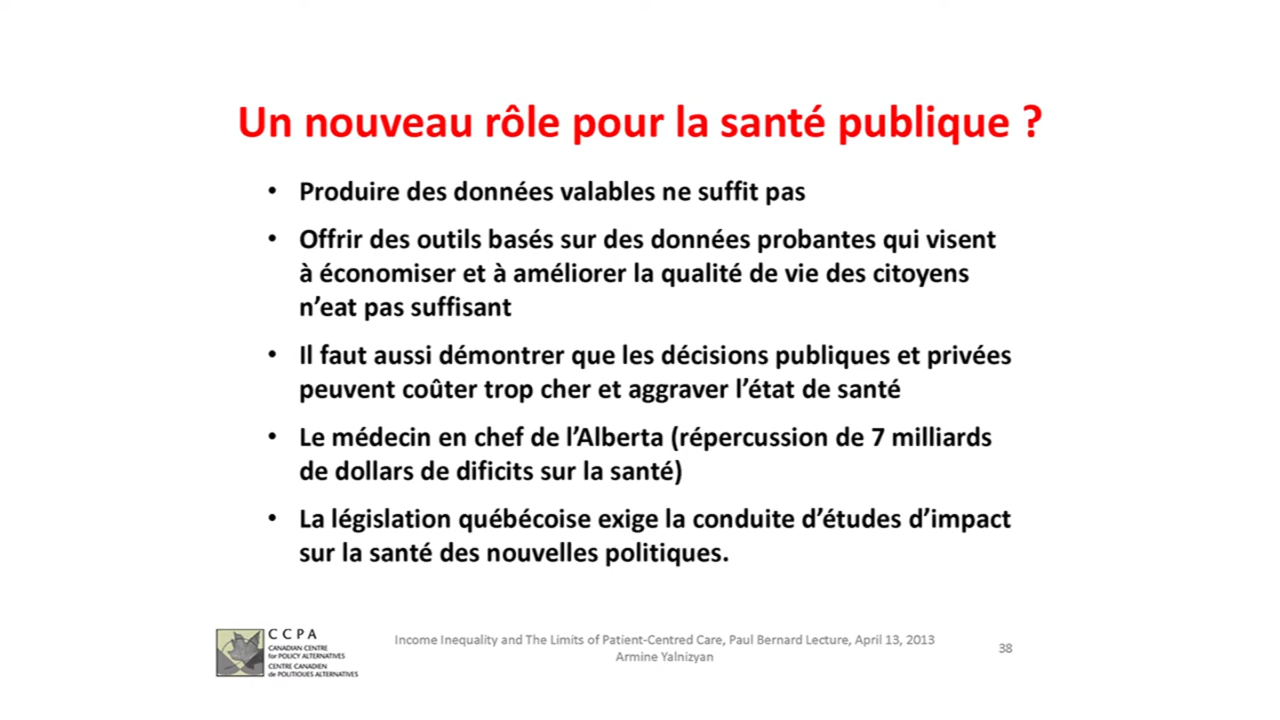 Un nouveau rôle pour la santé publique ?
• Produire des données valables ne suffit pas
• Offrir des outils basés sur des données probantes qui visent
à économiser et à améliorer la qualité de vie des citoyens
n’eat pas suffisant
• Il faut aussi démontrer que les décisions publiques et privées
peuvent coûter trop cher et aggraver l’état de santé
• Le médecin en chef de l’Alberta (répercussion de 7 milliards
de dollars de dificits sur la santé)
• La législation québécoise exige la conduite d’études d’impact
sur la santé des nouvelles politiques.
CCPA
CANADIAN CENTRE
for POLICY ALTERNATIVES
CENTRE CANADIEN
de POLITIQUES ALTERNATIVES
Income Inequality and The Limits of Patient-Centred Care, Paul Bernard Lecture, April 13, 2013
Armine Yalnizyan
38